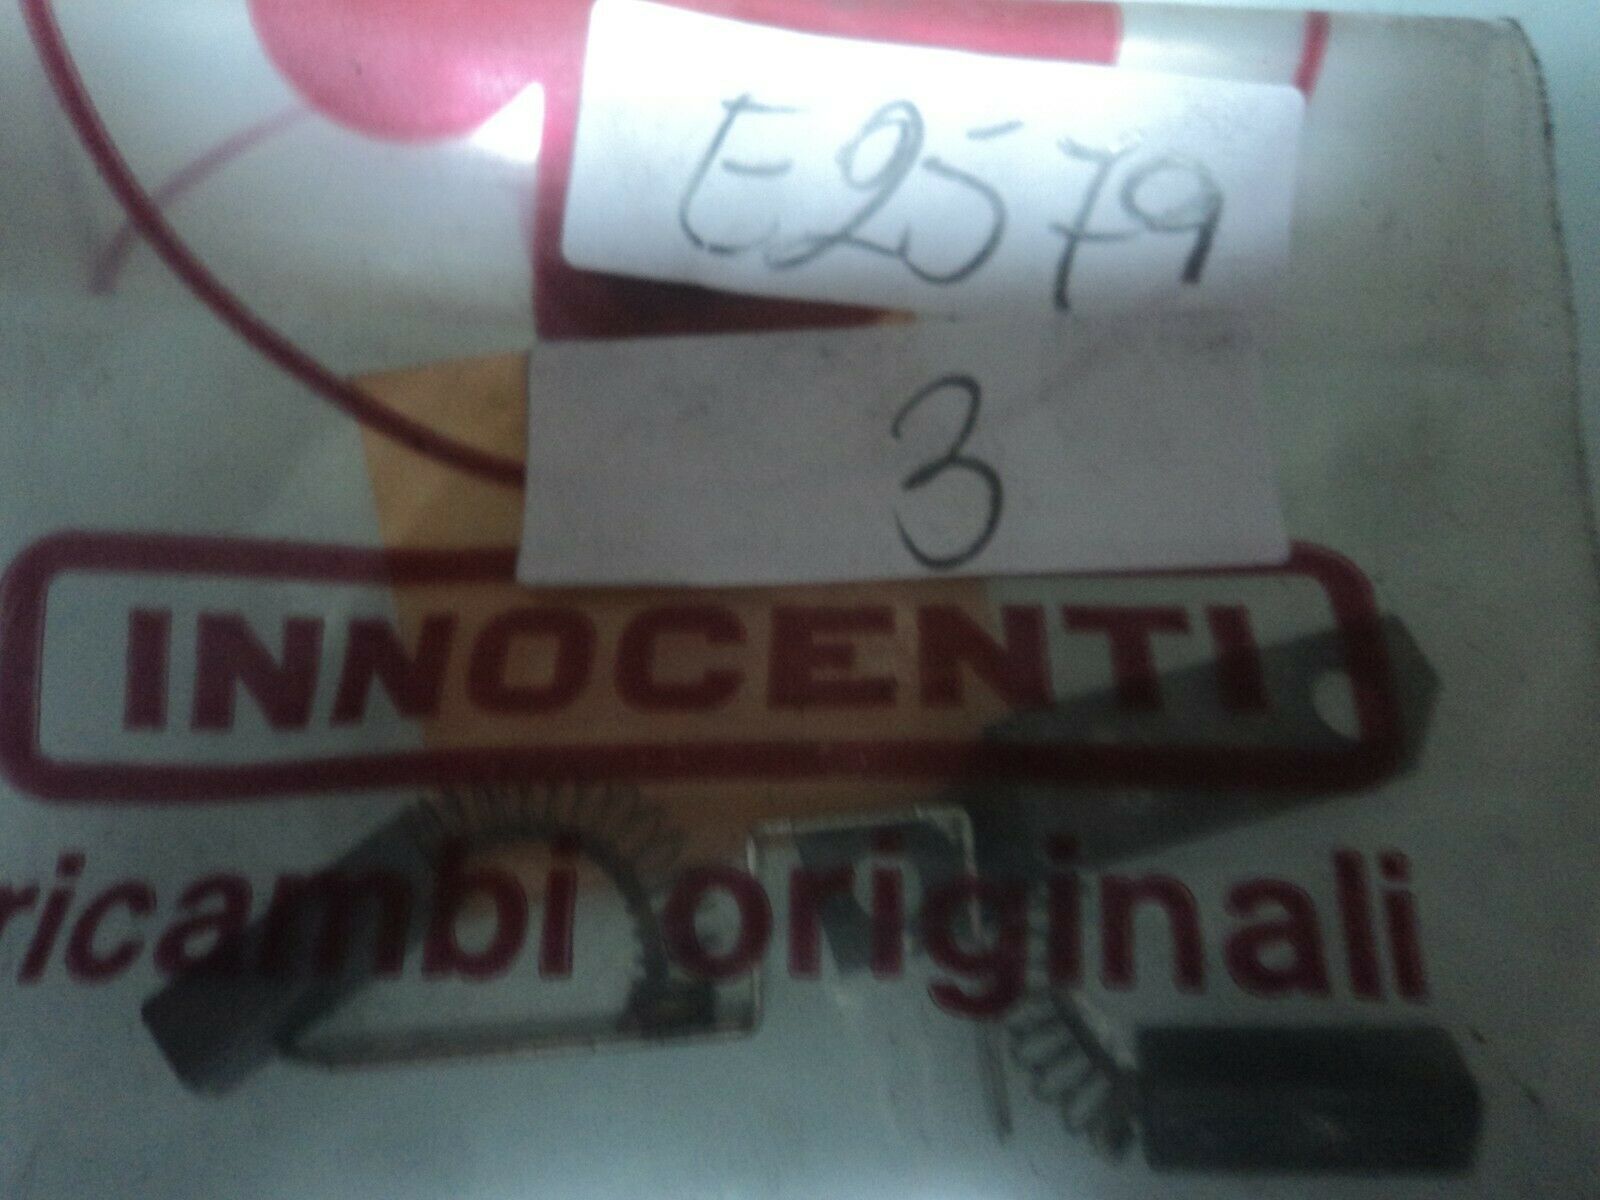 E2579
3
INNOCENTI
ricambi originali